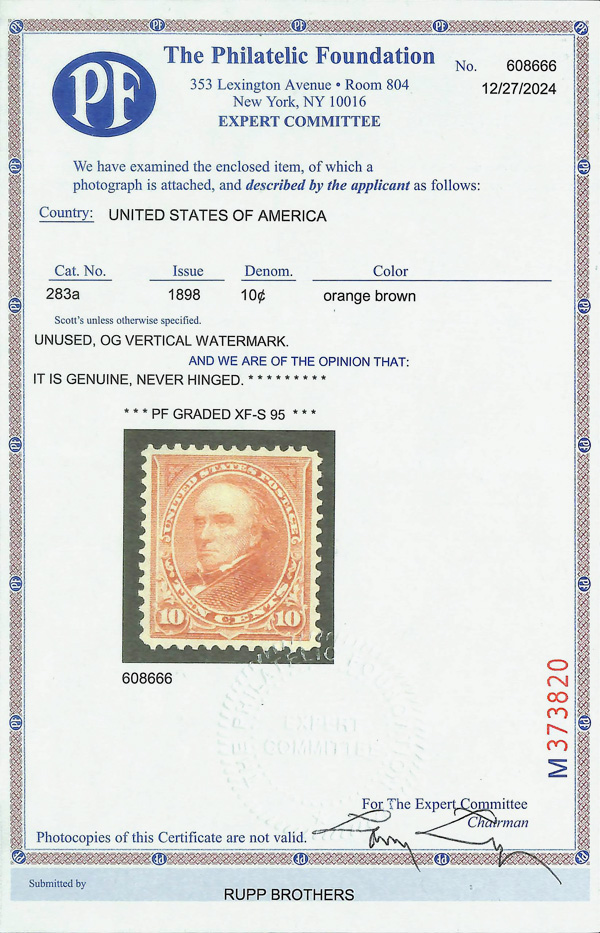 The Philatelic Foundation
No. 608666
353 Lexington Avenue • Room 804
12/27/2024
New York, NY 10016
EXPERT COMMITTEE
PF
We have examined the enclosed item, of which a
photograph is attached, and described by the applicant as follows:
Country: UNITED STATES OF AMERICA
Cat. No. Issue Denom. Color
283a 1898 10¢ orange brown
Scott's unless otherwise specified.
UNUSED, OG VERTICAL WATERMARK.
AND WE ARE OF THE OPINION THAT:
IT IS GENUINE, NEVER HINGED. * * * * * * * * *
* * * PF GRADED XF-S 95 * * *
UNITED STATES POSTAGE
10 TEN CENTS 10
608666
EXPERT
COMMITTEE
M 373820
For The Expert Committee
Chairman
Photocopies of this Certificate are not valid.
Submitted by
RUPP BROTHERS